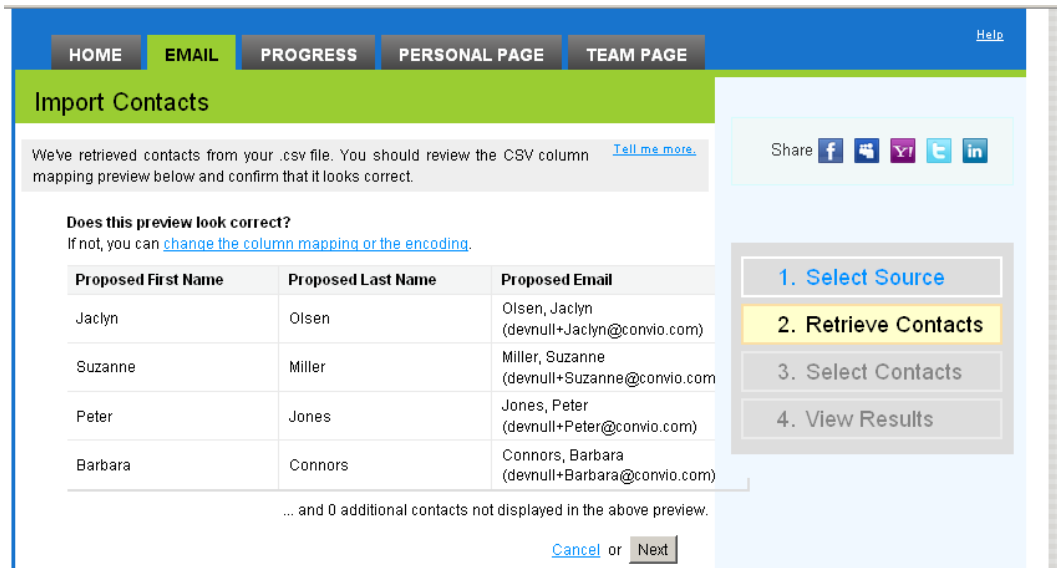 Help
HOME EMAIL PROGRESS PERSONAL PAGE TEAM PAGE
Import Contacts
We've retrieved contacts from your .csv file. You should review the CSV column Tell me more.
mapping preview below and confirm that it looks correct.
Share f Y! t in
Does this preview look correct?
If not, you can change the column mapping or the encoding.
Proposed First Name Proposed Last Name Proposed Email
Jaclyn Olsen Olsen, Jaclyn
(devnull+Jaclyn@convio.com)
Suzanne Miller Miller, Suzanne
(devnull+Suzanne@convio.com
Peter Jones Jones, Peter
(devnull+Peter@convio.com)
Barbara Connors Connors, Barbara
(devnull+Barbara@convio.com)
... and 0 additional contacts not displayed in the above preview.
Cancel or Next
1. Select Source
2. Retrieve Contacts
3. Select Contacts
4. View Results